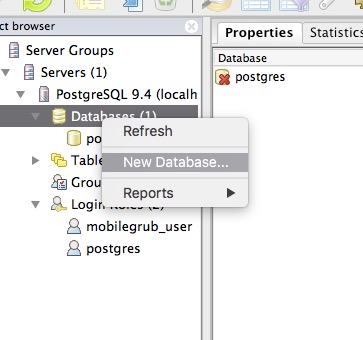 ct browser
Properties
Statistics
Server Groups
Servers (1)
PostgreSQL 9.4 (localh
Databases (1)
po
Table
Grou
Login Roles (2)
mobilegrub_user
postgres
Refresh
New Database...
Reports
Database
postgres